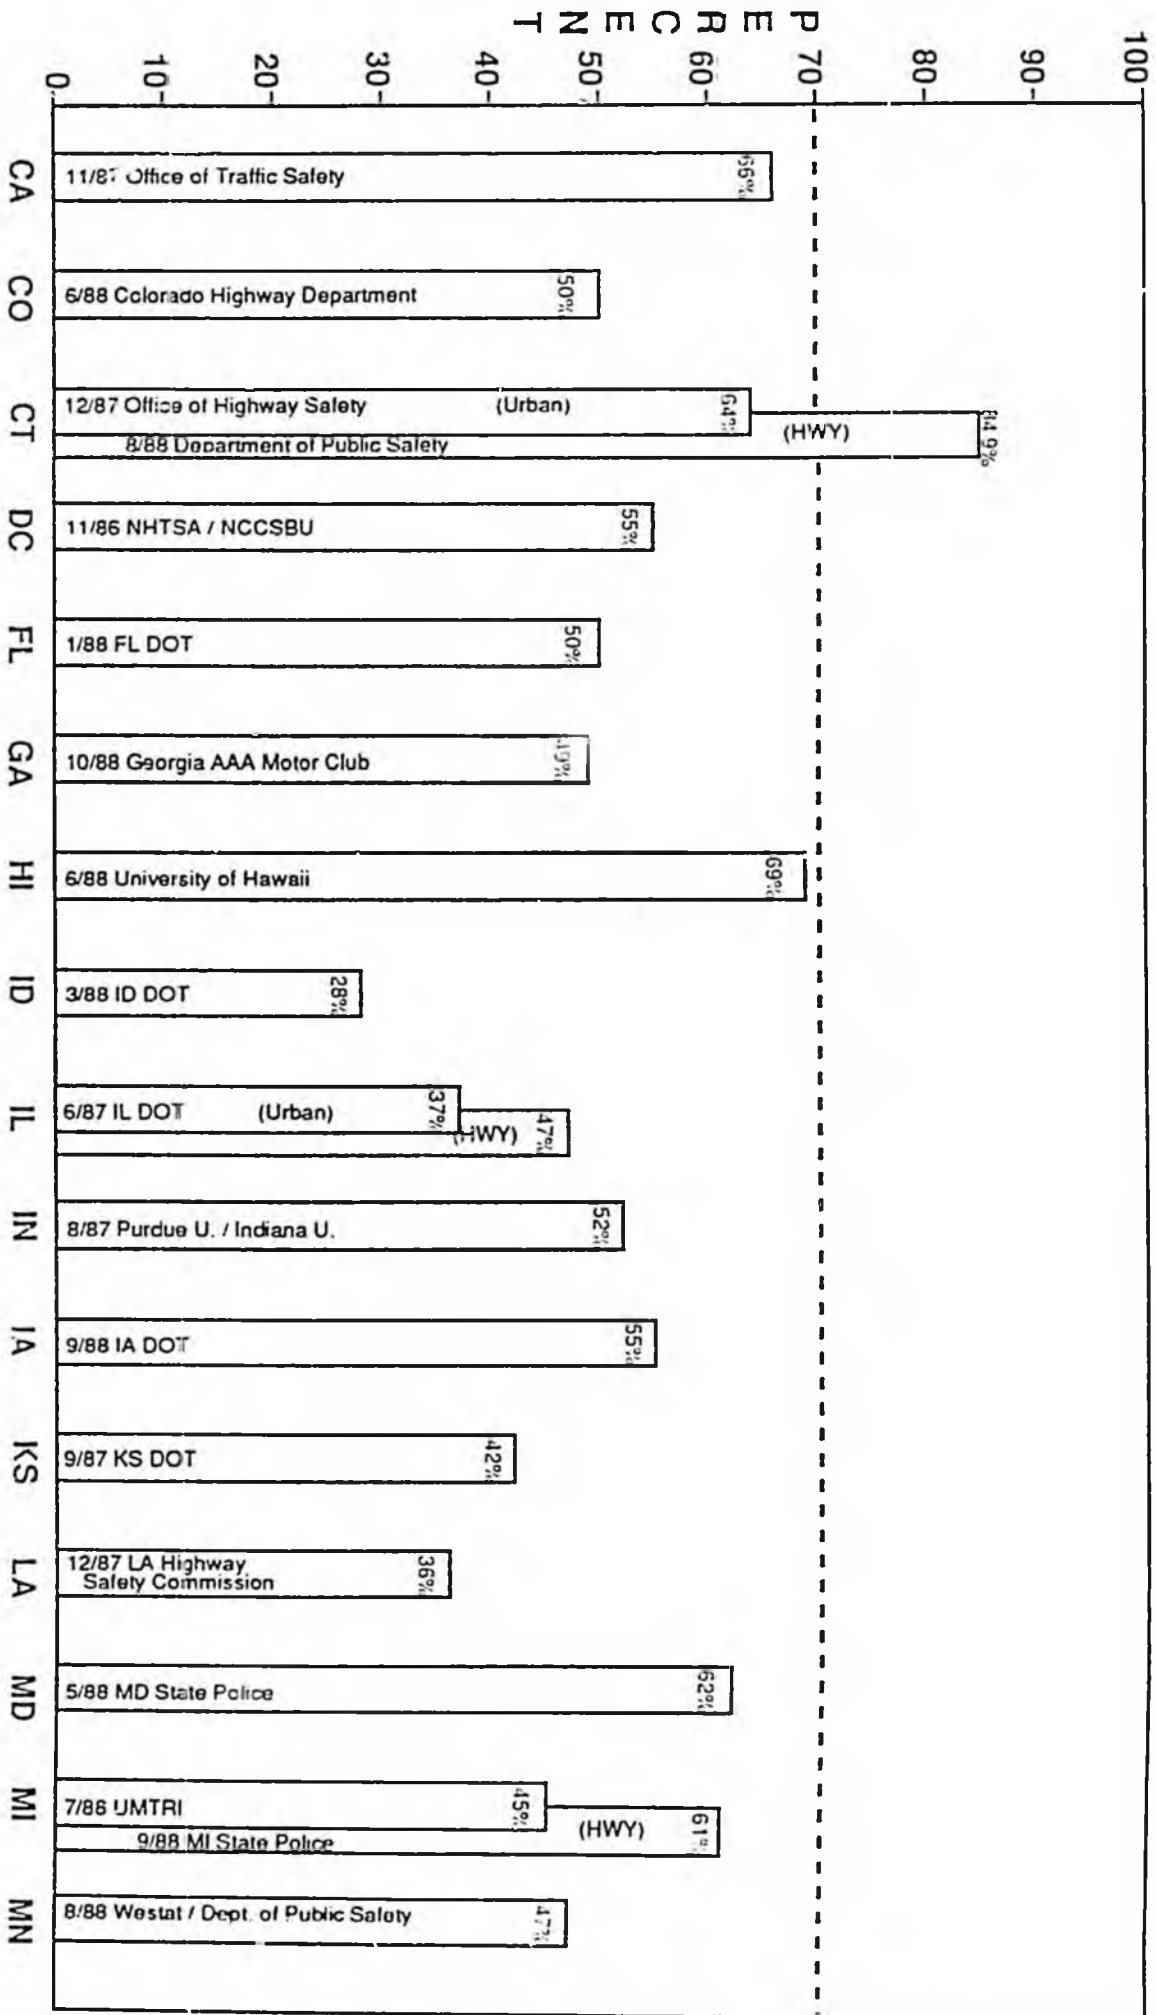 PERCENT
100
90
80
70
60
50
40
30
20
10
0
CA
11/87 Office of Traffic Safety
66%
CO
6/88 Colorado Highway Department
50%
CT
12/87 Office of Highway Safety (Urban)
64%
8/88 Department of Public Safety
(HWY)
84.9%
DC
11/86 NHTSA / NCCSBU
55%
FL
1/88 FL DOT
50%
GA
10/88 Georgia AAA Motor Club
49%
HI
6/88 University of Hawaii
69%
ID
3/88 ID DOT
28%
IL
6/87 IL DOT (Urban)
37%
(HWY)
47%
IN
8/87 Purdue U. / Indiana U.
52%
IA
9/88 IA DOT
55%
KS
9/87 KS DOT
42%
LA
12/87 LA Highway
Safety Commission
36%
MD
5/88 MD State Police
62%
MI
7/86 UMTRI
45%
9/88 MI State Police
(HWY)
61%
MN
8/88 Westat / Dept. of Public Safety
47%